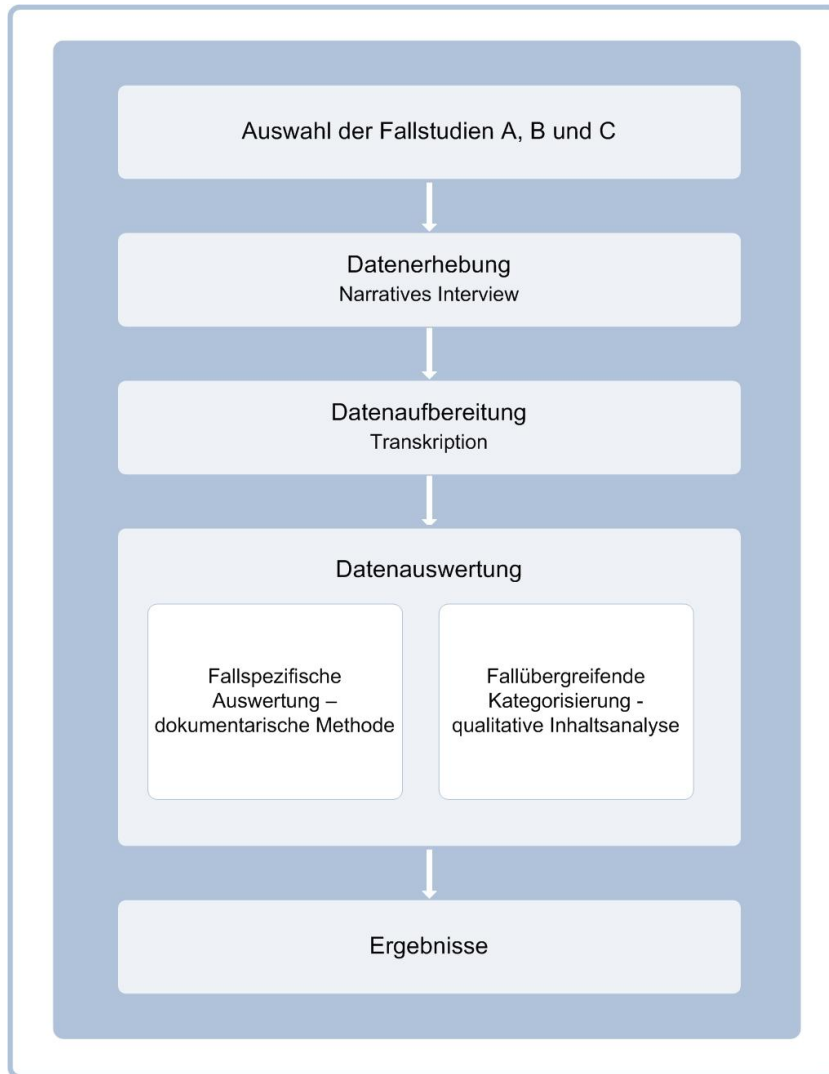 Auswahl der Fallstudien A, B und C
Datenerhebung
Narratives Interview
Datenaufbereitung
Transkription
Datenauswertung
Fallspezifische
Auswertung –
dokumentarische Methode
Fallübergreifende
Kategorisierung -
qualitative Inhaltsanalyse
Ergebnisse